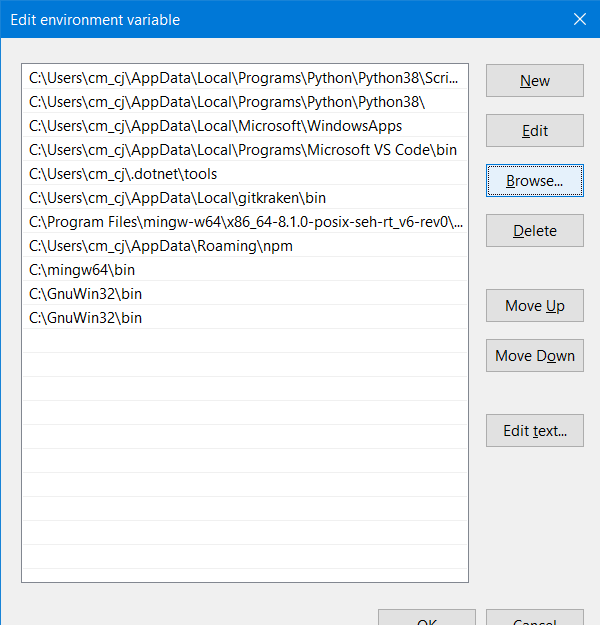 Edit environment variable
C:\Users\cm_cj\AppData\Local\Programs\Python\Python38\Scri...
C:\Users\cm_cj\AppData\Local\Programs\Python\Python38\
C:\Users\cm_cj\AppData\Local\Microsoft\WindowsApps
C:\Users\cm_cj\AppData\Local\Programs\Microsoft VS Code\bin
C:\Users\cm_cj\.dotnet\tools
C:\Users\cm_cj\AppData\Local\gitkraken\bin
C:\Program Files\mingw-w64\x86_64-8.1.0-posix-seh-rt_v6-rev0\...
C:\Users\cm_cj\AppData\Roaming\npm
C:\mingw64\bin
C:\GnuWin32\bin
C:\GnuWin32\bin
New
Edit
Browse...
Delete
Move Up
Move Down
Edit text...
OK
Cancel